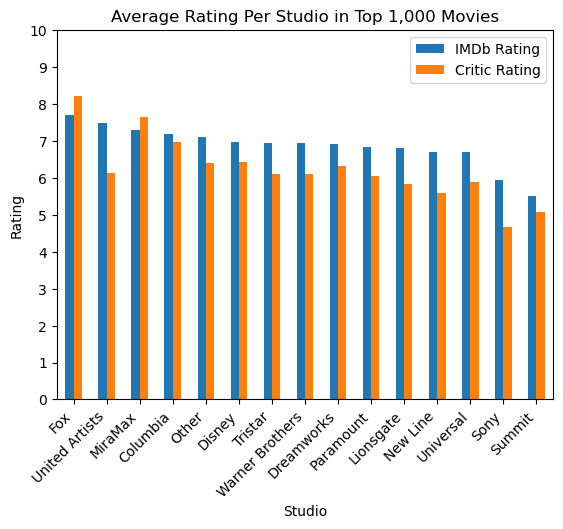 Average Rating Per Studio in Top 1,000 Movies
IMDb Rating
Critic Rating
Rating
10
9
8
7
6
5
4
3
2
1
0
Fox
United Artists
MiraMax
Columbia
Other
Disney
Tristar
Warner Brothers
Dreamworks
Paramount
Lionsgate
New Line
Universal
Sony
Summit
Studio